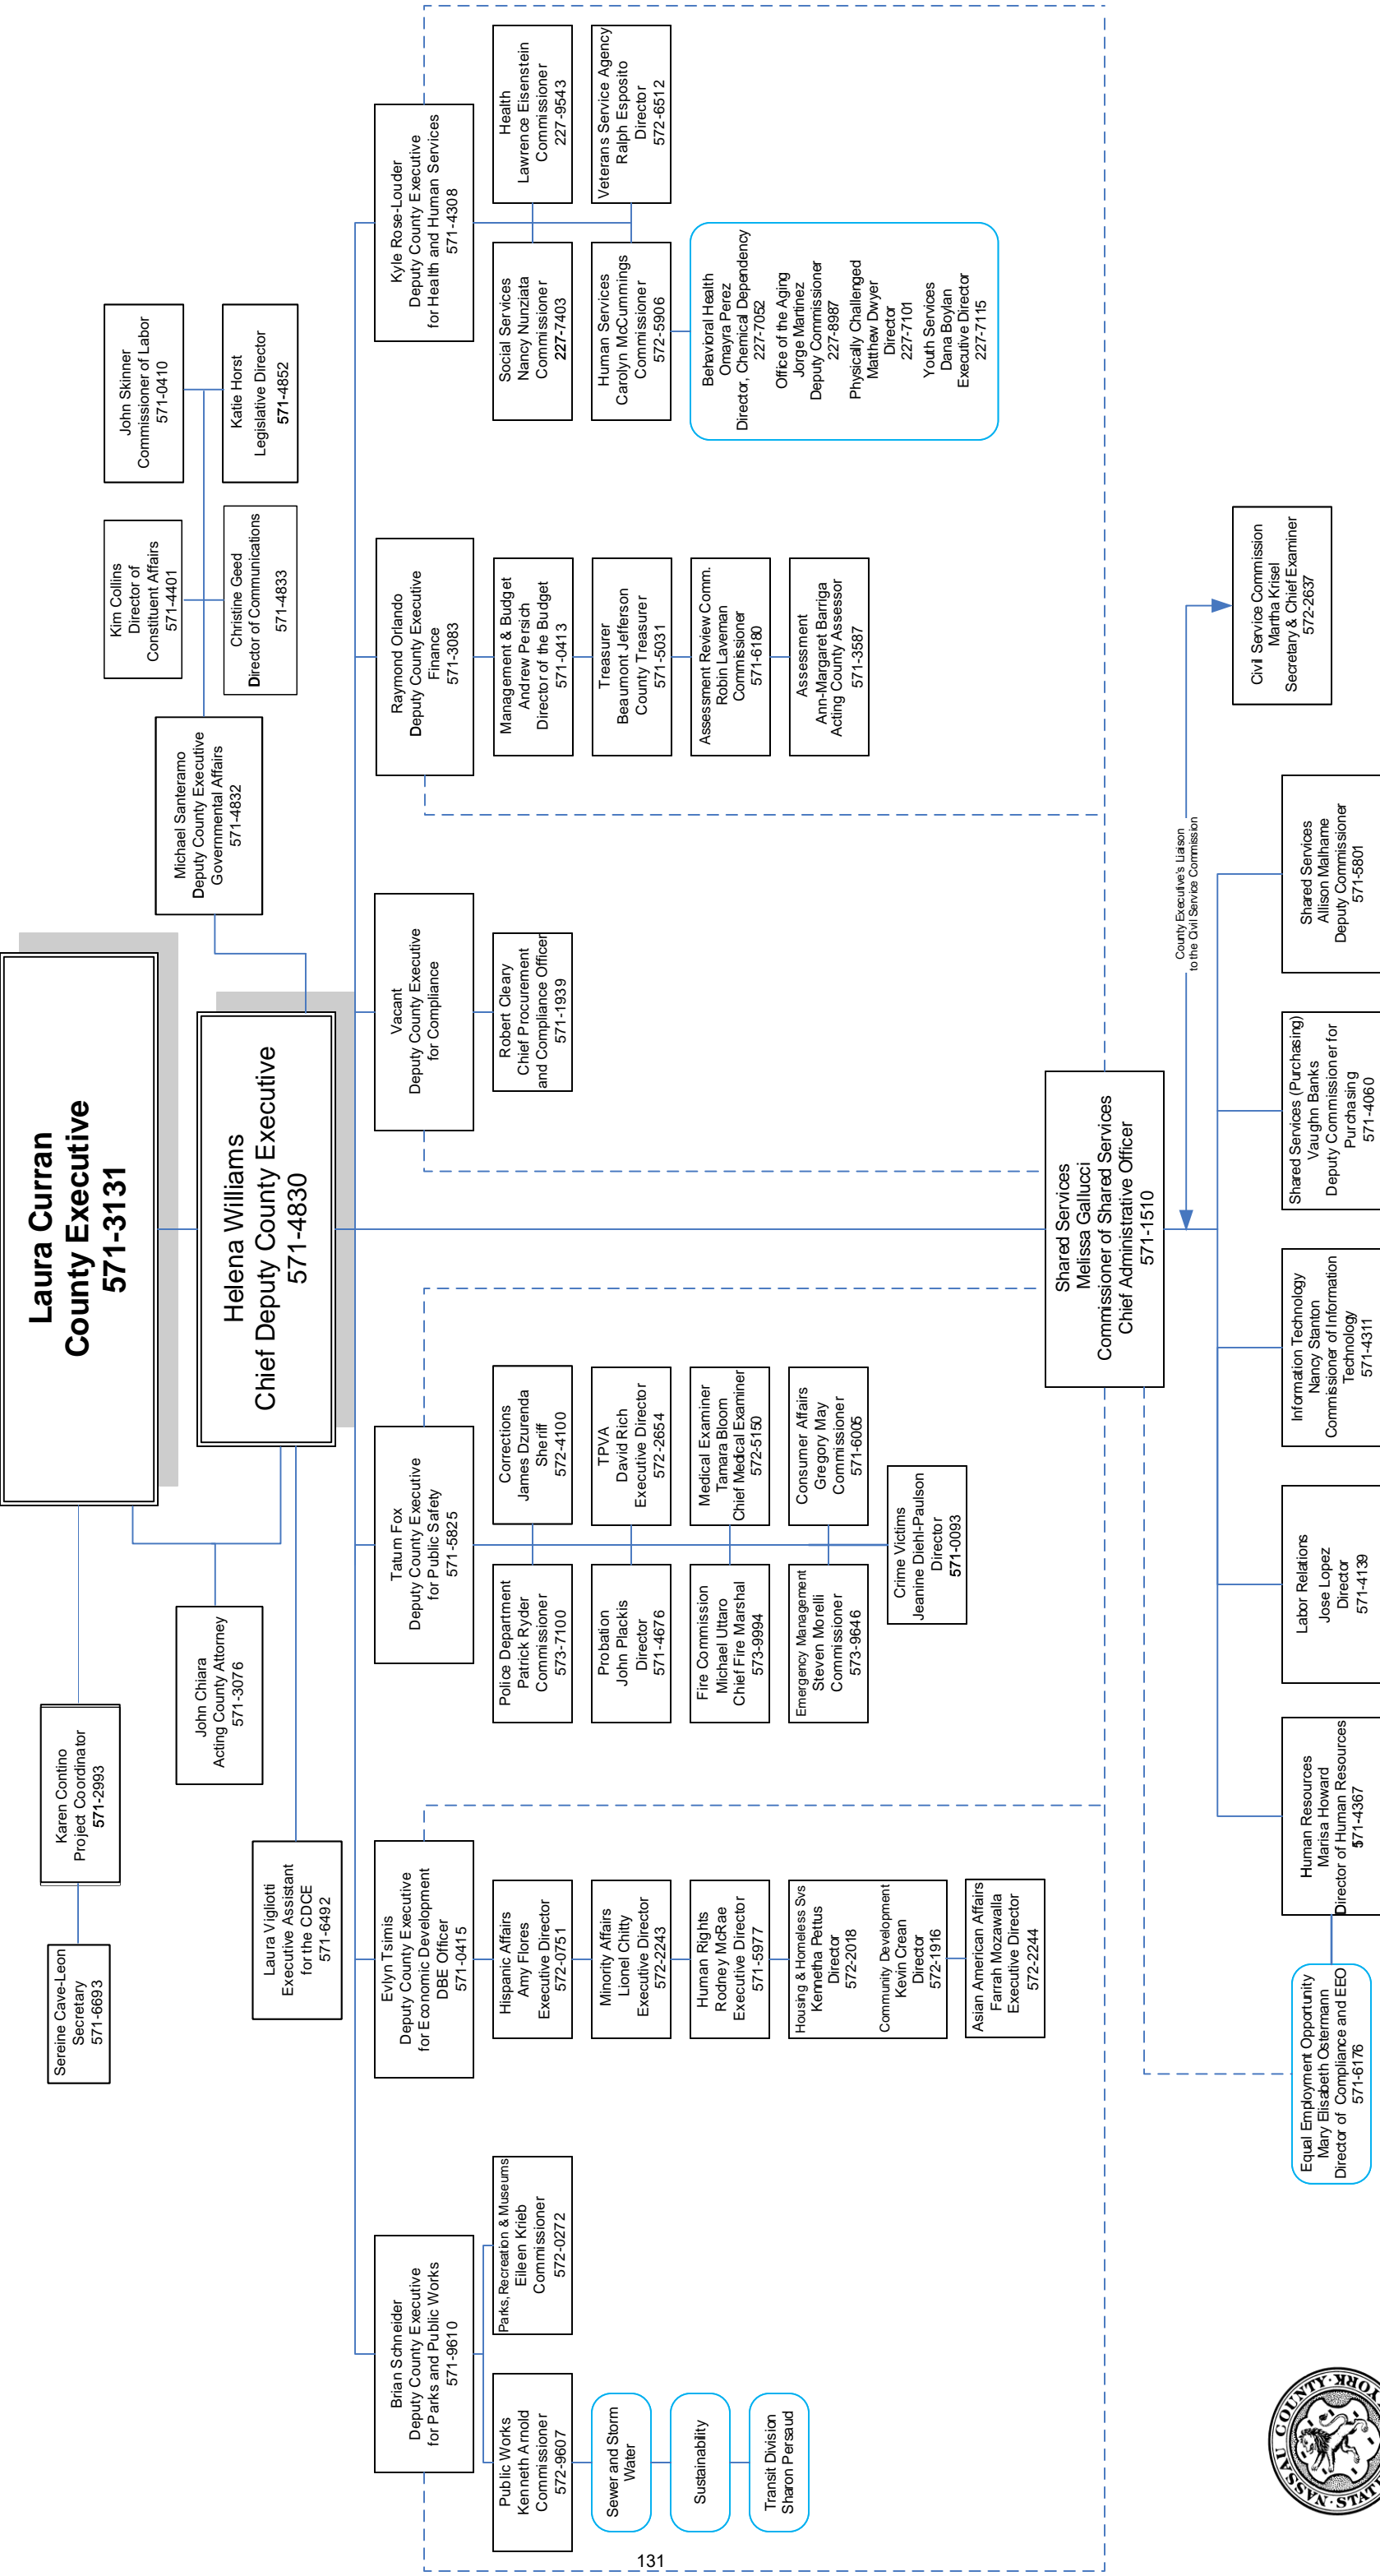 Laura Curran
County Executive
571-3131
Helena Williams
Chief Deputy County Executive
571-4830
Sereine Cave-Leon
Secretary
571-6693
Karen Contino
Project Coordinator
571-2993
John Chiara
Acting County Attorney
571-3076
Laura Vigliotti
Executive Assistant
for the CDCE
571-6492
Michael Santeramo
Deputy County Executive
Governmental Affairs
571-4832
Kim Collins
Director of
Constituent Affairs
571-4401
John Skinner
Commissioner of Labor
571-0410
Christine Geed
Director of Communications
571-4833
Katie Horst
Legislative Director
571-4852
Brian Schneider
Deputy County Executive
for Parks and Public Works
571-9610
Public Works
Kenneth Arnold
Commissioner
572-9607
Parks, Recreation & Museums
Eileen Krieb
Commissioner
572-0272
Sewer and Storm
Water
Sustainability
Transit Division
Sharon Persaud
Evlyn Tsimis
Deputy County Executive
for Economic Development
DBE Officer
571-0415
Hispanic Affairs
Amy Flores
Executive Director
572-0751
Minority Affairs
Lionel Chitty
Executive Director
572-2243
Human Rights
Rodney McRae
Executive Director
571-5977
Housing & Homeless Svs
Kennetha Pettus
Director
572-2018
Community Development
Kevin Crean
Director
572-1916
Asian American Affairs
Farrah Mozawalla
Executive Director
572-2244
Tatum Fox
Deputy County Executive
for Public Safety
571-5825
Police Department
Patrick Ryder
Commissioner
573-7100
Corrections
James Dzurenda
Sheriff
572-4100
Probation
John Plackis
Director
571-4676
TPVA
David Rich
Executive Director
572-2654
Fire Commission
Michael Uttaro
Chief Fire Marshal
573-9994
Medical Examiner
Tamara Bloom
Chief Medical Examiner
572-5150
Emergency Management
Steven Morelli
Commissioner
573-9646
Consumer Affairs
Gregory May
Commissioner
571-6005
Crime Victims
Jeanine Diehl-Paulson
Director
571-0093
Vacant
Deputy County Executive
for Compliance
Robert Cleary
Chief Procurement
and Compliance Officer
571-1939
Raymond Orlando
Deputy County Executive
Finance
571-3083
Management & Budget
Andrew Persich
Director of the Budget
571-0413
Treasurer
Beaumont Jefferson
County Treasurer
571-5031
Assessment Review Comm.
Robin Laveman
Commissioner
571-6180
Assessment
Ann-Margaret Barriga
Acting County Assessor
571-3587
Kyle Rose-Louder
Deputy County Executive
for Health and Human Services
571-4308
Social Services
Nancy Nunziata
Commissioner
227-7403
Health
Lawrence Eisenstein
Commissioner
227-9543
Human Services
Carolyn McCummings
Commissioner
572-5906
Veterans Service Agency
Ralph Esposito
Director
572-6512
Behavioral Health
Omayra Perez
Director, Chemical Dependency
227-7052
Office of the Aging
Jorge Martinez
Deputy Commissioner
227-8987
Physically Challenged
Matthew Dwyer
Director
227-7101
Youth Services
Dana Boylan
Executive Director
227-7115
Shared Services
Melissa Gallucci
Commissioner of Shared Services
Chief Administrative Officer
571-1510
County Executive's Liaison
to the Civil Service Commission
Civil Service Commission
Martha Krisel
Secretary & Chief Examiner
572-2637
Equal Employment Opportunity
Mary Elisabeth Ostermann
Director of Compliance and EEO
571-6176
Human Resources
Marisa Howard
Director of Human Resources
571-4367
Labor Relations
Jose Lopez
Director
571-4139
Information Technology
Nancy Stanton
Commissioner of Information
Technology
571-4311
Shared Services (Purchasing)
Vaughn Banks
Deputy Commissioner for
Purchasing
571-4060
Shared Services
Allison Malhame
Deputy Commissioner
571-5801
NASSAU COUNTY
131